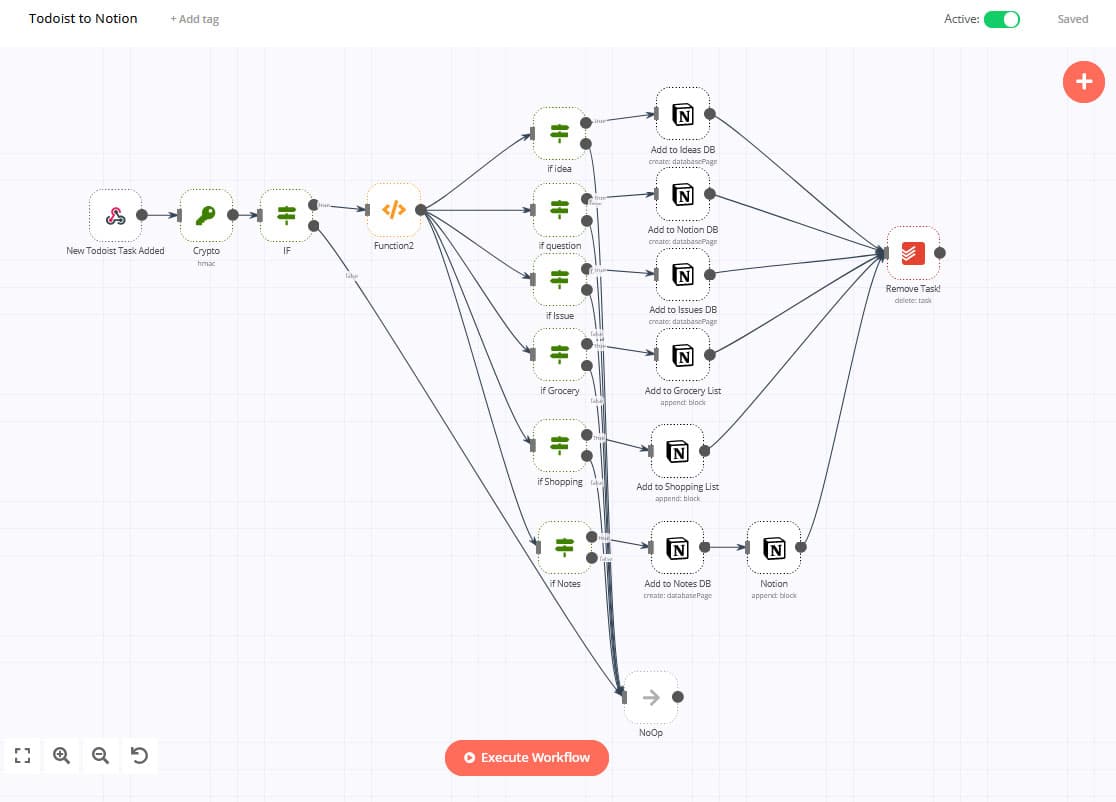 Todoist to Notion
+ Add tag
Active:
Saved
New Todoist Task Added
Crypto
hmac
IF
true
false
Function2
if idea
true
false
if question
true
if Issue
true
false
if Grocery
true
false
if Shopping
true
false
if Notes
true
false
Add to Ideas DB
create: databasePage
Add to Notion DB
create: databasePage
Add to Issues DB
create: databasePage
Add to Grocery List
append: block
Add to Shopping List
append: block
Add to Notes DB
create: databasePage
Notion
append: block
Remove Task!
delete: task
NoOp
Execute Workflow